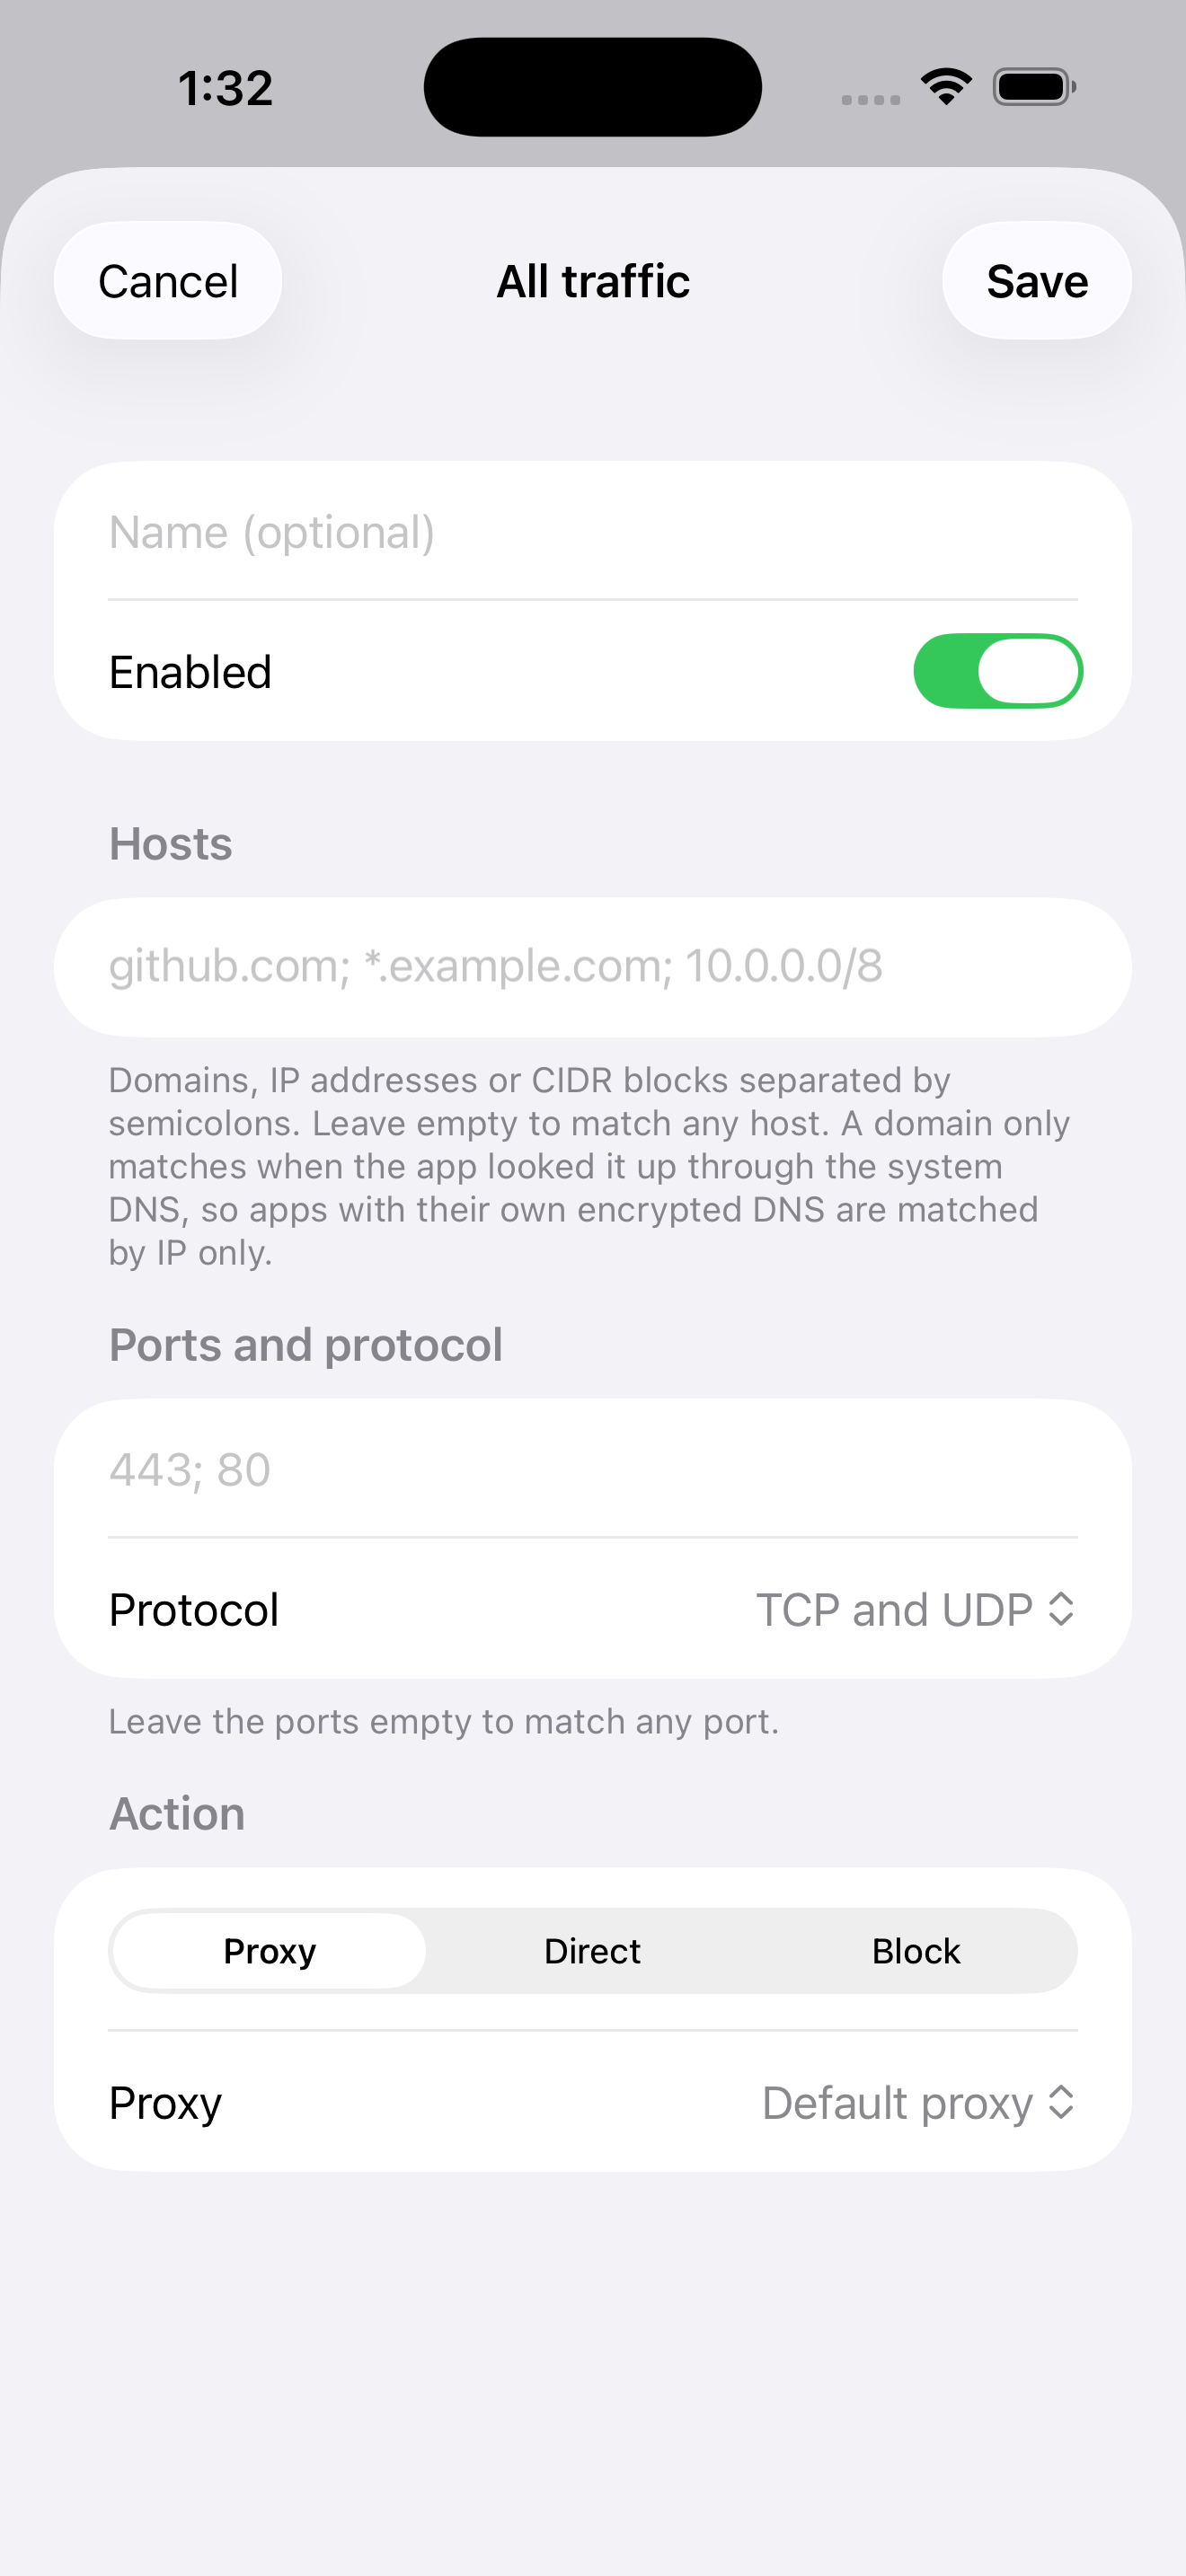 1:32
Cancel
All traffic
Save
Name (optional)
Enabled
Hosts
github.com; *.example.com; 10.0.0.0/8
Domains, IP addresses or CIDR blocks separated by
semicolons. Leave empty to match any host. A domain only
matches when the app looked it up through the system
DNS, so apps with their own encrypted DNS are matched
by IP only.
Ports and protocol
443; 80
Protocol
TCP and UDP
Leave the ports empty to match any port.
Action
Proxy
Direct
Block
Proxy
Default proxy